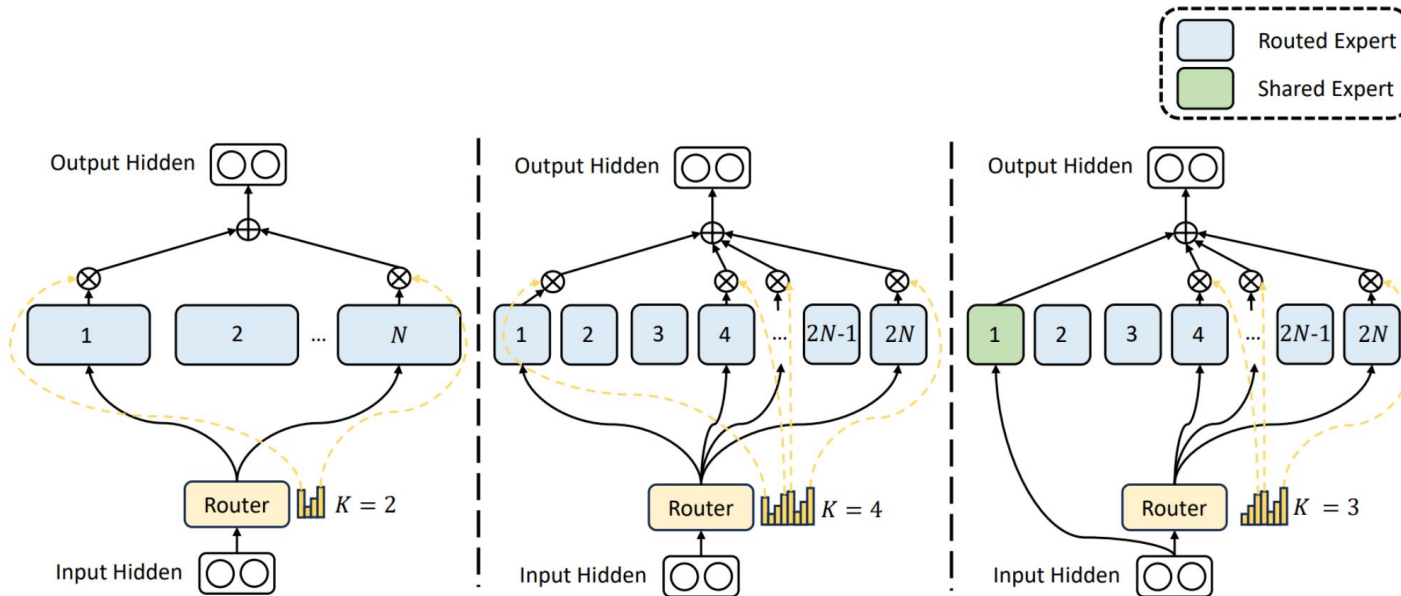 Routed Expert
Shared Expert
Output Hidden
1
2
...
N
Router
K = 2
Input Hidden
Output Hidden
1
2
3
4
...
2N-1
2N
Router
K = 4
Input Hidden
Output Hidden
1
2
3
4
...
2N-1
2N
Router
K = 3
Input Hidden